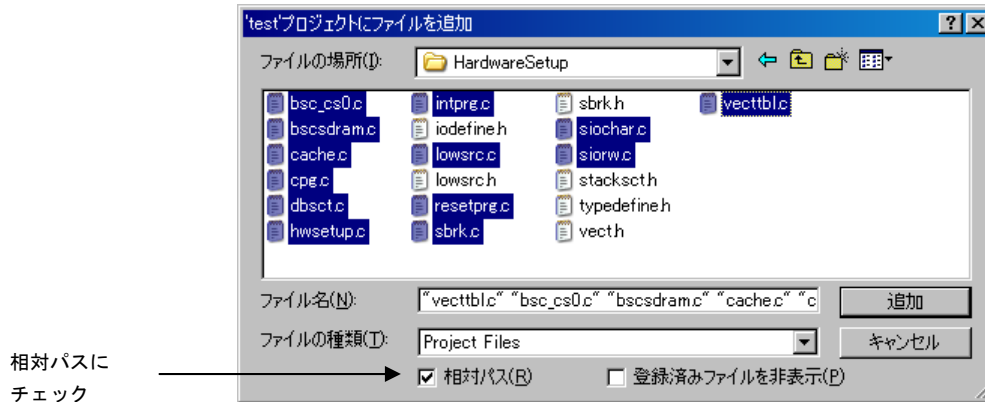 'test'プロジェクトにファイルを追加
ファイルの場所(I):
HardwareSetup
bsc_cs0.c
bscsdram.c
cache.c
cpg.c
dbsct.c
hwsetup.c
intprg.c
iodefine.h
lowsrc.c
lowsrc.h
resetprg.c
sbrk.c
sbrk.h
siochar.c
siorw.c
stacksct.h
typedefine.h
vect.h
vecttbl.c
ファイル名(N):
"vecttbl.c" "bsc_cs0.c" "bscsdram.c" "cache.c" "c
追加
ファイルの種類(T):
Project Files
キャンセル
相対パスに
チェック
相対パス(R)
登録済みファイルを非表示(P)